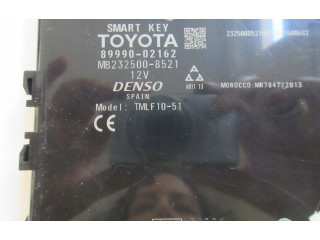 SMART KEY
TOYOTA
89990-02162
MB232500-8521
12V
DENSO
SPAIN
Model: TMLF10-51
CE
MOROCCO:MR7847/2013